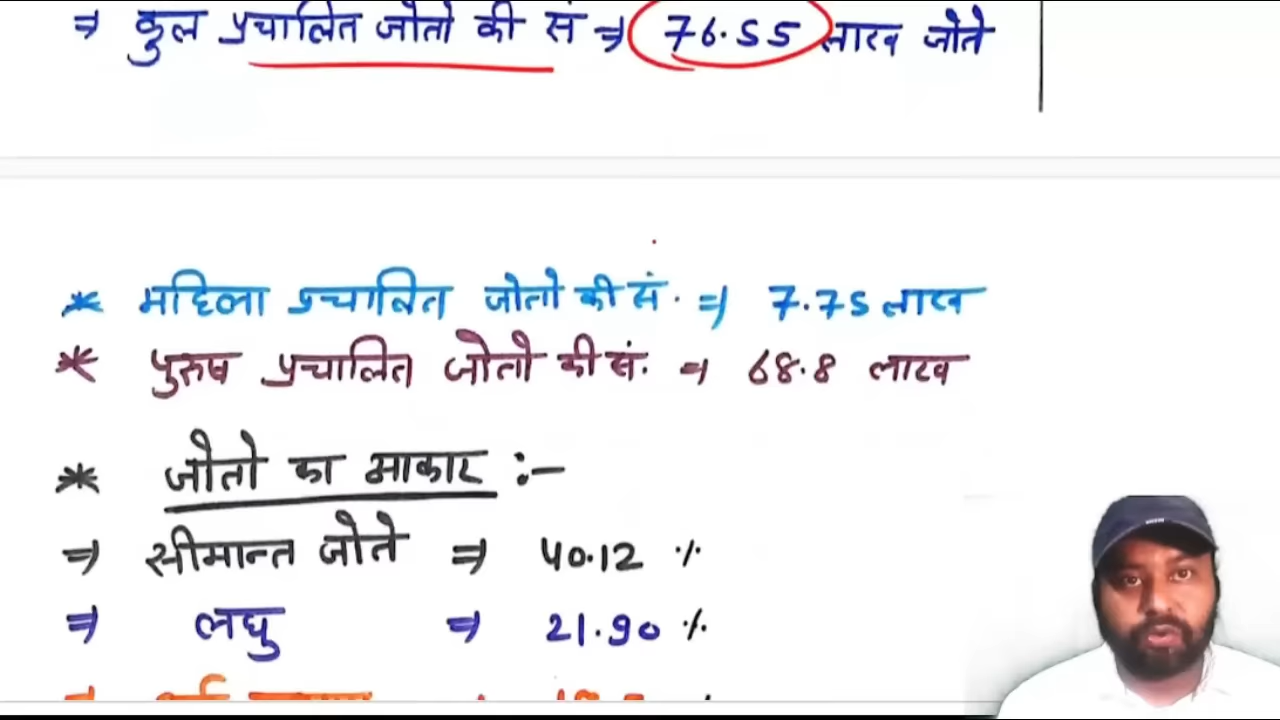 ⇒ कुल प्रचालित जोतो की सं ⇒ 76.55 लाख जोते
* महिला प्रचालित जोतो की सं. ⇒ 7.75 लाख
* पुरुष प्रचालित जोतो की सं. ⇒ 68.8 लाख
* जोतो का आकार :-
⇒ सीमान्त जोते ⇒ 40.12 %
⇒ लघु ⇒ 21.90 %